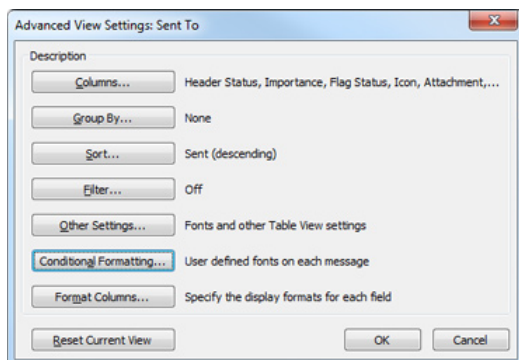 Advanced View Settings: Sent To
Description
Columns... Header Status, Importance, Flag Status, Icon, Attachment,...
Group By... None
Sort... Sent (descending)
Filter... Off
Other Settings... Fonts and other Table View settings
Conditional Formatting... User defined fonts on each message
Format Columns... Specify the display formats for each field
Reset Current View OK Cancel